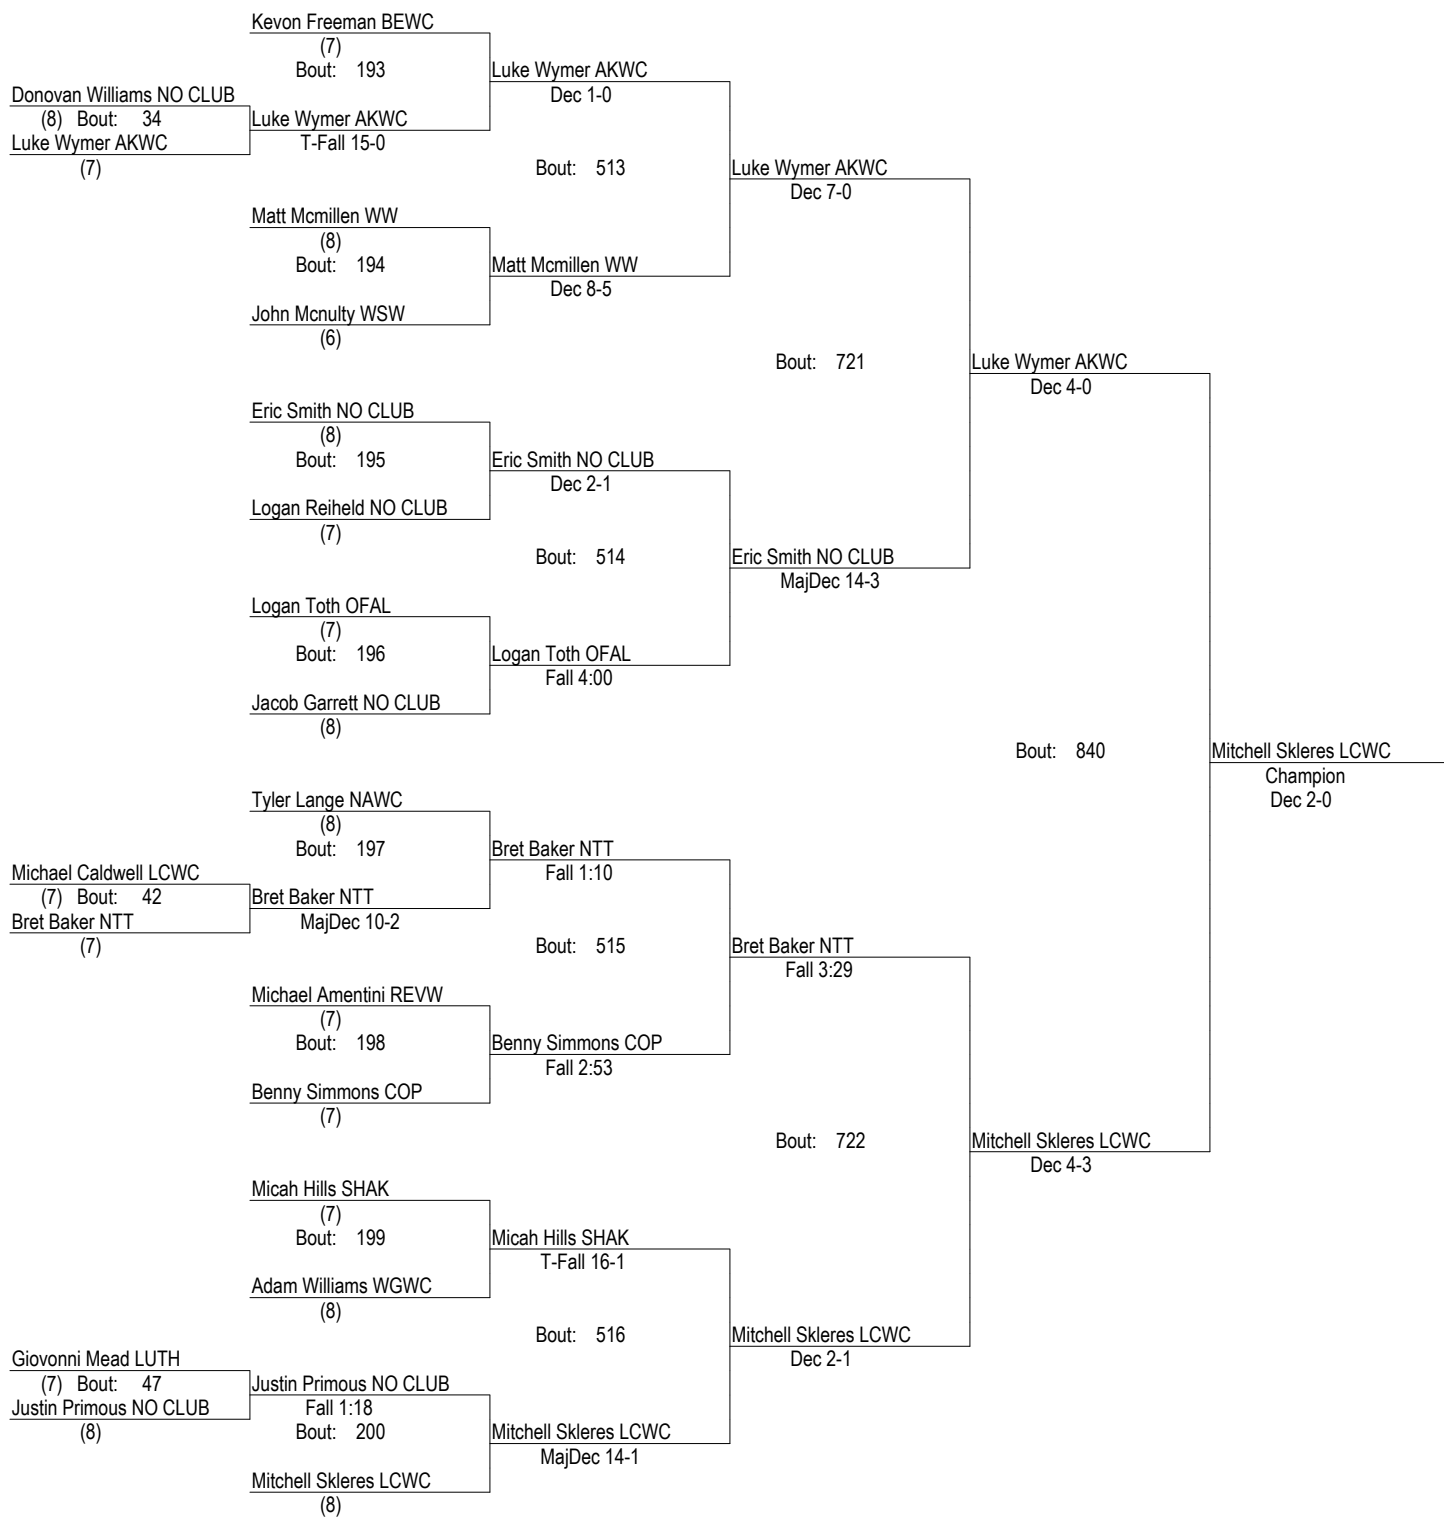 Kevon Freeman BEWC
(7)
Bout: 193
Luke Wymer AKWC
Dec 1-0
Donovan Williams NO CLUB
(8) Bout: 34
Luke Wymer AKWC
(7)
Luke Wymer AKWC
T-Fall 15-0
Bout: 513
Luke Wymer AKWC
Dec 7-0
Matt Mcmillen WW
(8)
Bout: 194
Matt Mcmillen WW
Dec 8-5
John Mcnulty WSW
(6)
Bout: 721
Luke Wymer AKWC
Dec 4-0
Eric Smith NO CLUB
(8)
Bout: 195
Eric Smith NO CLUB
Dec 2-1
Logan Reiheld NO CLUB
(7)
Bout: 514
Eric Smith NO CLUB
MajDec 14-3
Logan Toth OFAL
(7)
Bout: 196
Logan Toth OFAL
Fall 4:00
Jacob Garrett NO CLUB
(8)
Bout: 840
Mitchell Skleres LCWC
Champion
Dec 2-0
Tyler Lange NAWC
(8)
Bout: 197
Bret Baker NTT
Fall 1:10
Michael Caldwell LCWC
(7) Bout: 42
Bret Baker NTT
(7)
Bret Baker NTT
MajDec 10-2
Bout: 515
Bret Baker NTT
Fall 3:29
Michael Amentini REVW
(7)
Bout: 198
Benny Simmons COP
Fall 2:53
Benny Simmons COP
(7)
Bout: 722
Mitchell Skleres LCWC
Dec 4-3
Micah Hills SHAK
(7)
Bout: 199
Micah Hills SHAK
T-Fall 16-1
Adam Williams WGWC
(8)
Bout: 516
Mitchell Skleres LCWC
Dec 2-1
Giovonni Mead LUTH
(7) Bout: 47
Justin Primous NO CLUB
(8)
Justin Primous NO CLUB
Fall 1:18
Bout: 200
Mitchell Skleres LCWC
MajDec 14-1
Mitchell Skleres LCWC
(8)